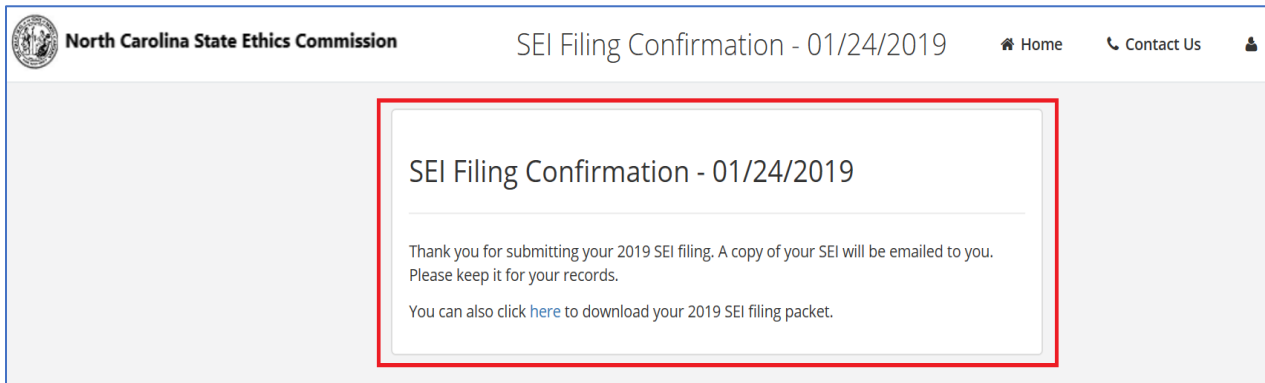 North Carolina State Ethics Commission
SEI Filing Confirmation - 01/24/2019
Home
Contact Us
SEI Filing Confirmation - 01/24/2019
Thank you for submitting your 2019 SEI filing. A copy of your SEI will be emailed to you.
Please keep it for your records.
You can also click here to download your 2019 SEI filing packet.